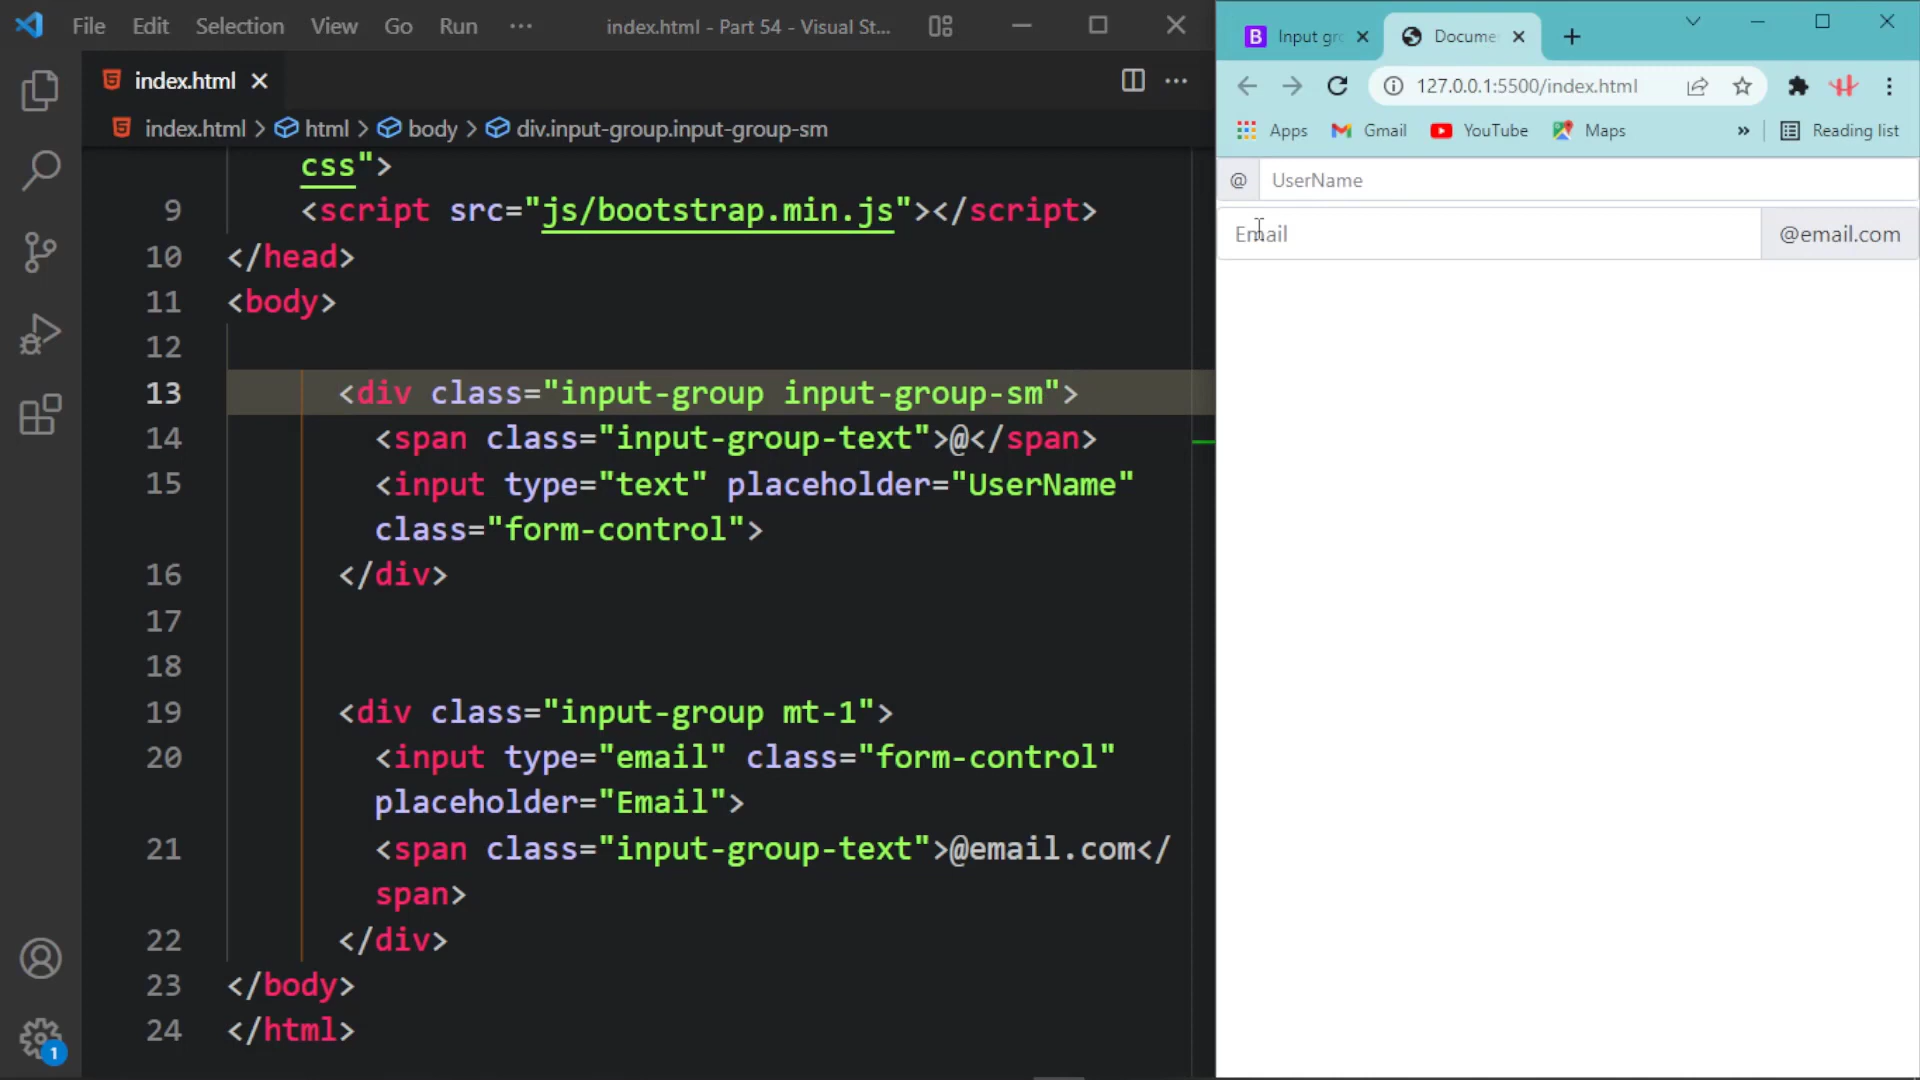 File Edit Selection View Go Run ··· index.html - Part 54 - Visual St...
index.html
index.html > html > body > div.input-group.input-group-sm
css">
9 <script src="js/bootstrap.min.js"></script>
10 </head>
11 <body>
12
13 <div class="input-group input-group-sm">
14 <span class="input-group-text">@</span>
15 <input type="text" placeholder="UserName"
class="form-control">
16 </div>
17
18
19 <div class="input-group mt-1">
20 <input type="email" class="form-control"
placeholder="Email">
21 <span class="input-group-text">@email.com</
span>
22 </div>
23 </body>
24 </html>
1
B Input gr Docume
127.0.0.1:5500/index.html
Apps Gmail YouTube Maps » Reading list
@ UserName
Email @email.com